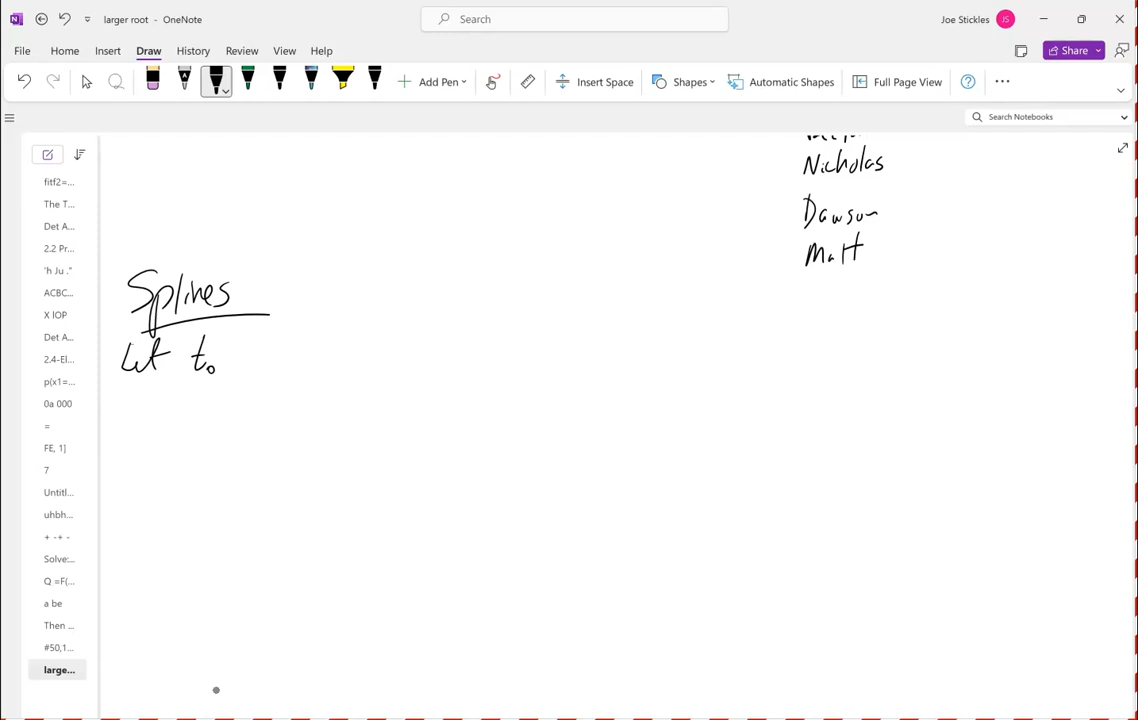 larger root - OneNote
Search
Joe Stickles
JS
File Home Insert Draw History Review View Help
Share
Add Pen
Insert Space
Shapes
Automatic Shapes
Full Page View
Search Notebooks
fitf2=...
The T...
Det A...
2.2 Pr...
'h Ju ."
ACBC...
X IOP
Det A...
2.4-El...
p(x1=...
0a 000
=
FE, 1]
7
Untitl...
uhbh...
+ -+ -
Solve:...
Q =F(...
a be
Then ...
#50,1...
large...
Nicholas
Dawson
Matt
Splines
Let t₀